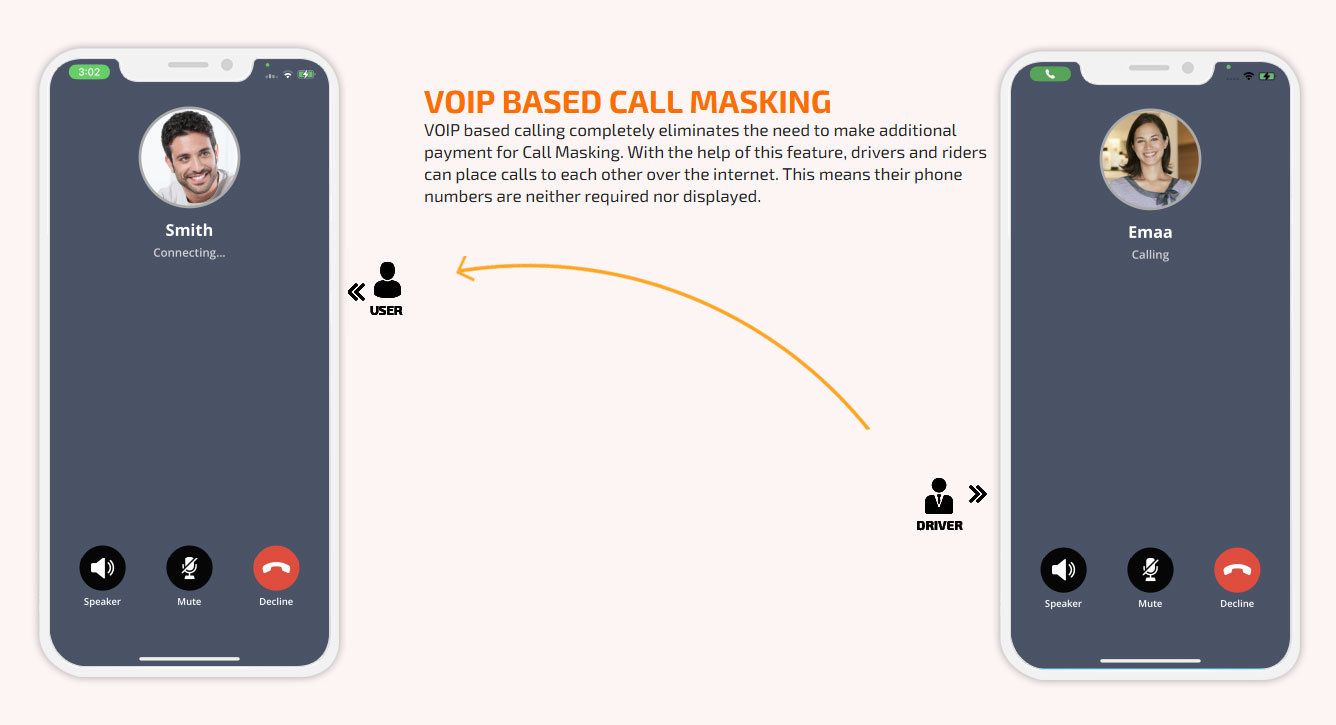 3:02
Smith
Connecting...
Speaker
Mute
Decline
USER
VOIP BASED CALL MASKING
VOIP based calling completely eliminates the need to make additional
payment for Call Masking. With the help of this feature, drivers and riders
can place calls to each other over the internet. This means their phone
numbers are neither required nor displayed.
DRIVER
Emaa
Calling
Speaker
Mute
Decline